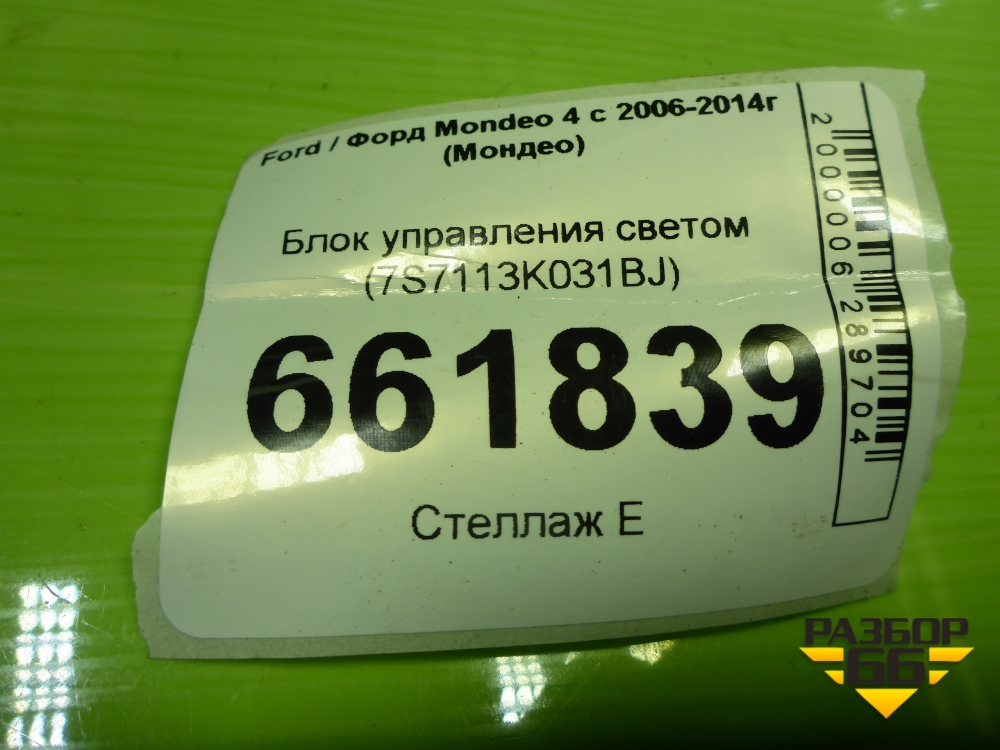 Ford / Форд Mondeo 4 с 2006-2014г
(Мондео)
Блок управления светом
(7S7113K031BJ)
661839
Стеллаж Е
2000006289704
РАЗБОР
66